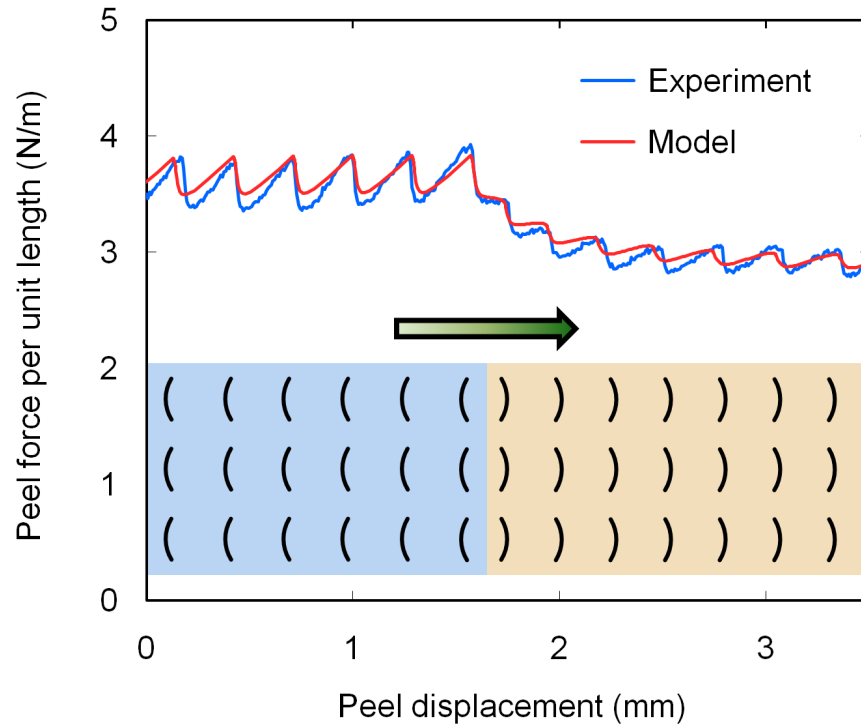 Peel force per unit length (N/m)
5
4
3
2
1
0
Experiment
Model
0
1
2
3
Peel displacement (mm)